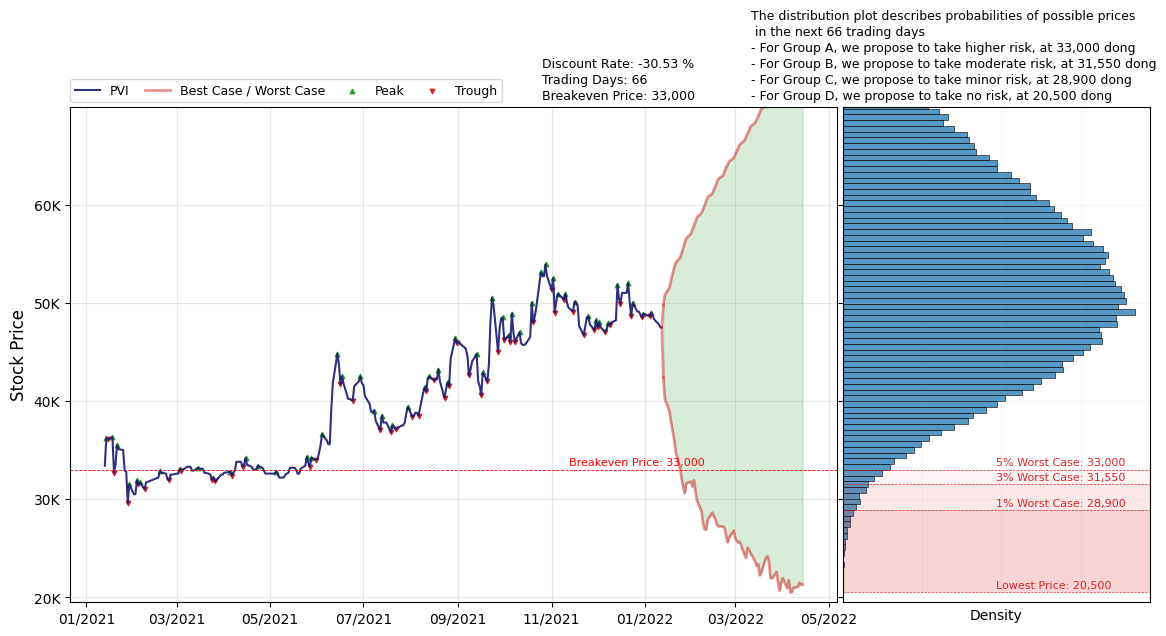 The distribution plot describes probabilities of possible prices
in the next 66 trading days
- For Group A, we propose to take higher risk, at 33,000 dong
- For Group B, we propose to take moderate risk, at 31,550 dong
- For Group C, we propose to take minor risk, at 28,900 dong
- For Group D, we propose to take no risk, at 20,500 dong
Discount Rate: -30.53 %
Trading Days: 66
Breakeven Price: 33,000
PVI
Best Case / Worst Case
Peak
Trough
Stock Price
60K
50K
40K
30K
20K
Breakeven Price: 33,000
5% Worst Case: 33,000
3% Worst Case: 31,550
1% Worst Case: 28,900
Lowest Price: 20,500
01/2021
03/2021
05/2021
07/2021
09/2021
11/2021
01/2022
03/2022
05/2022
Density